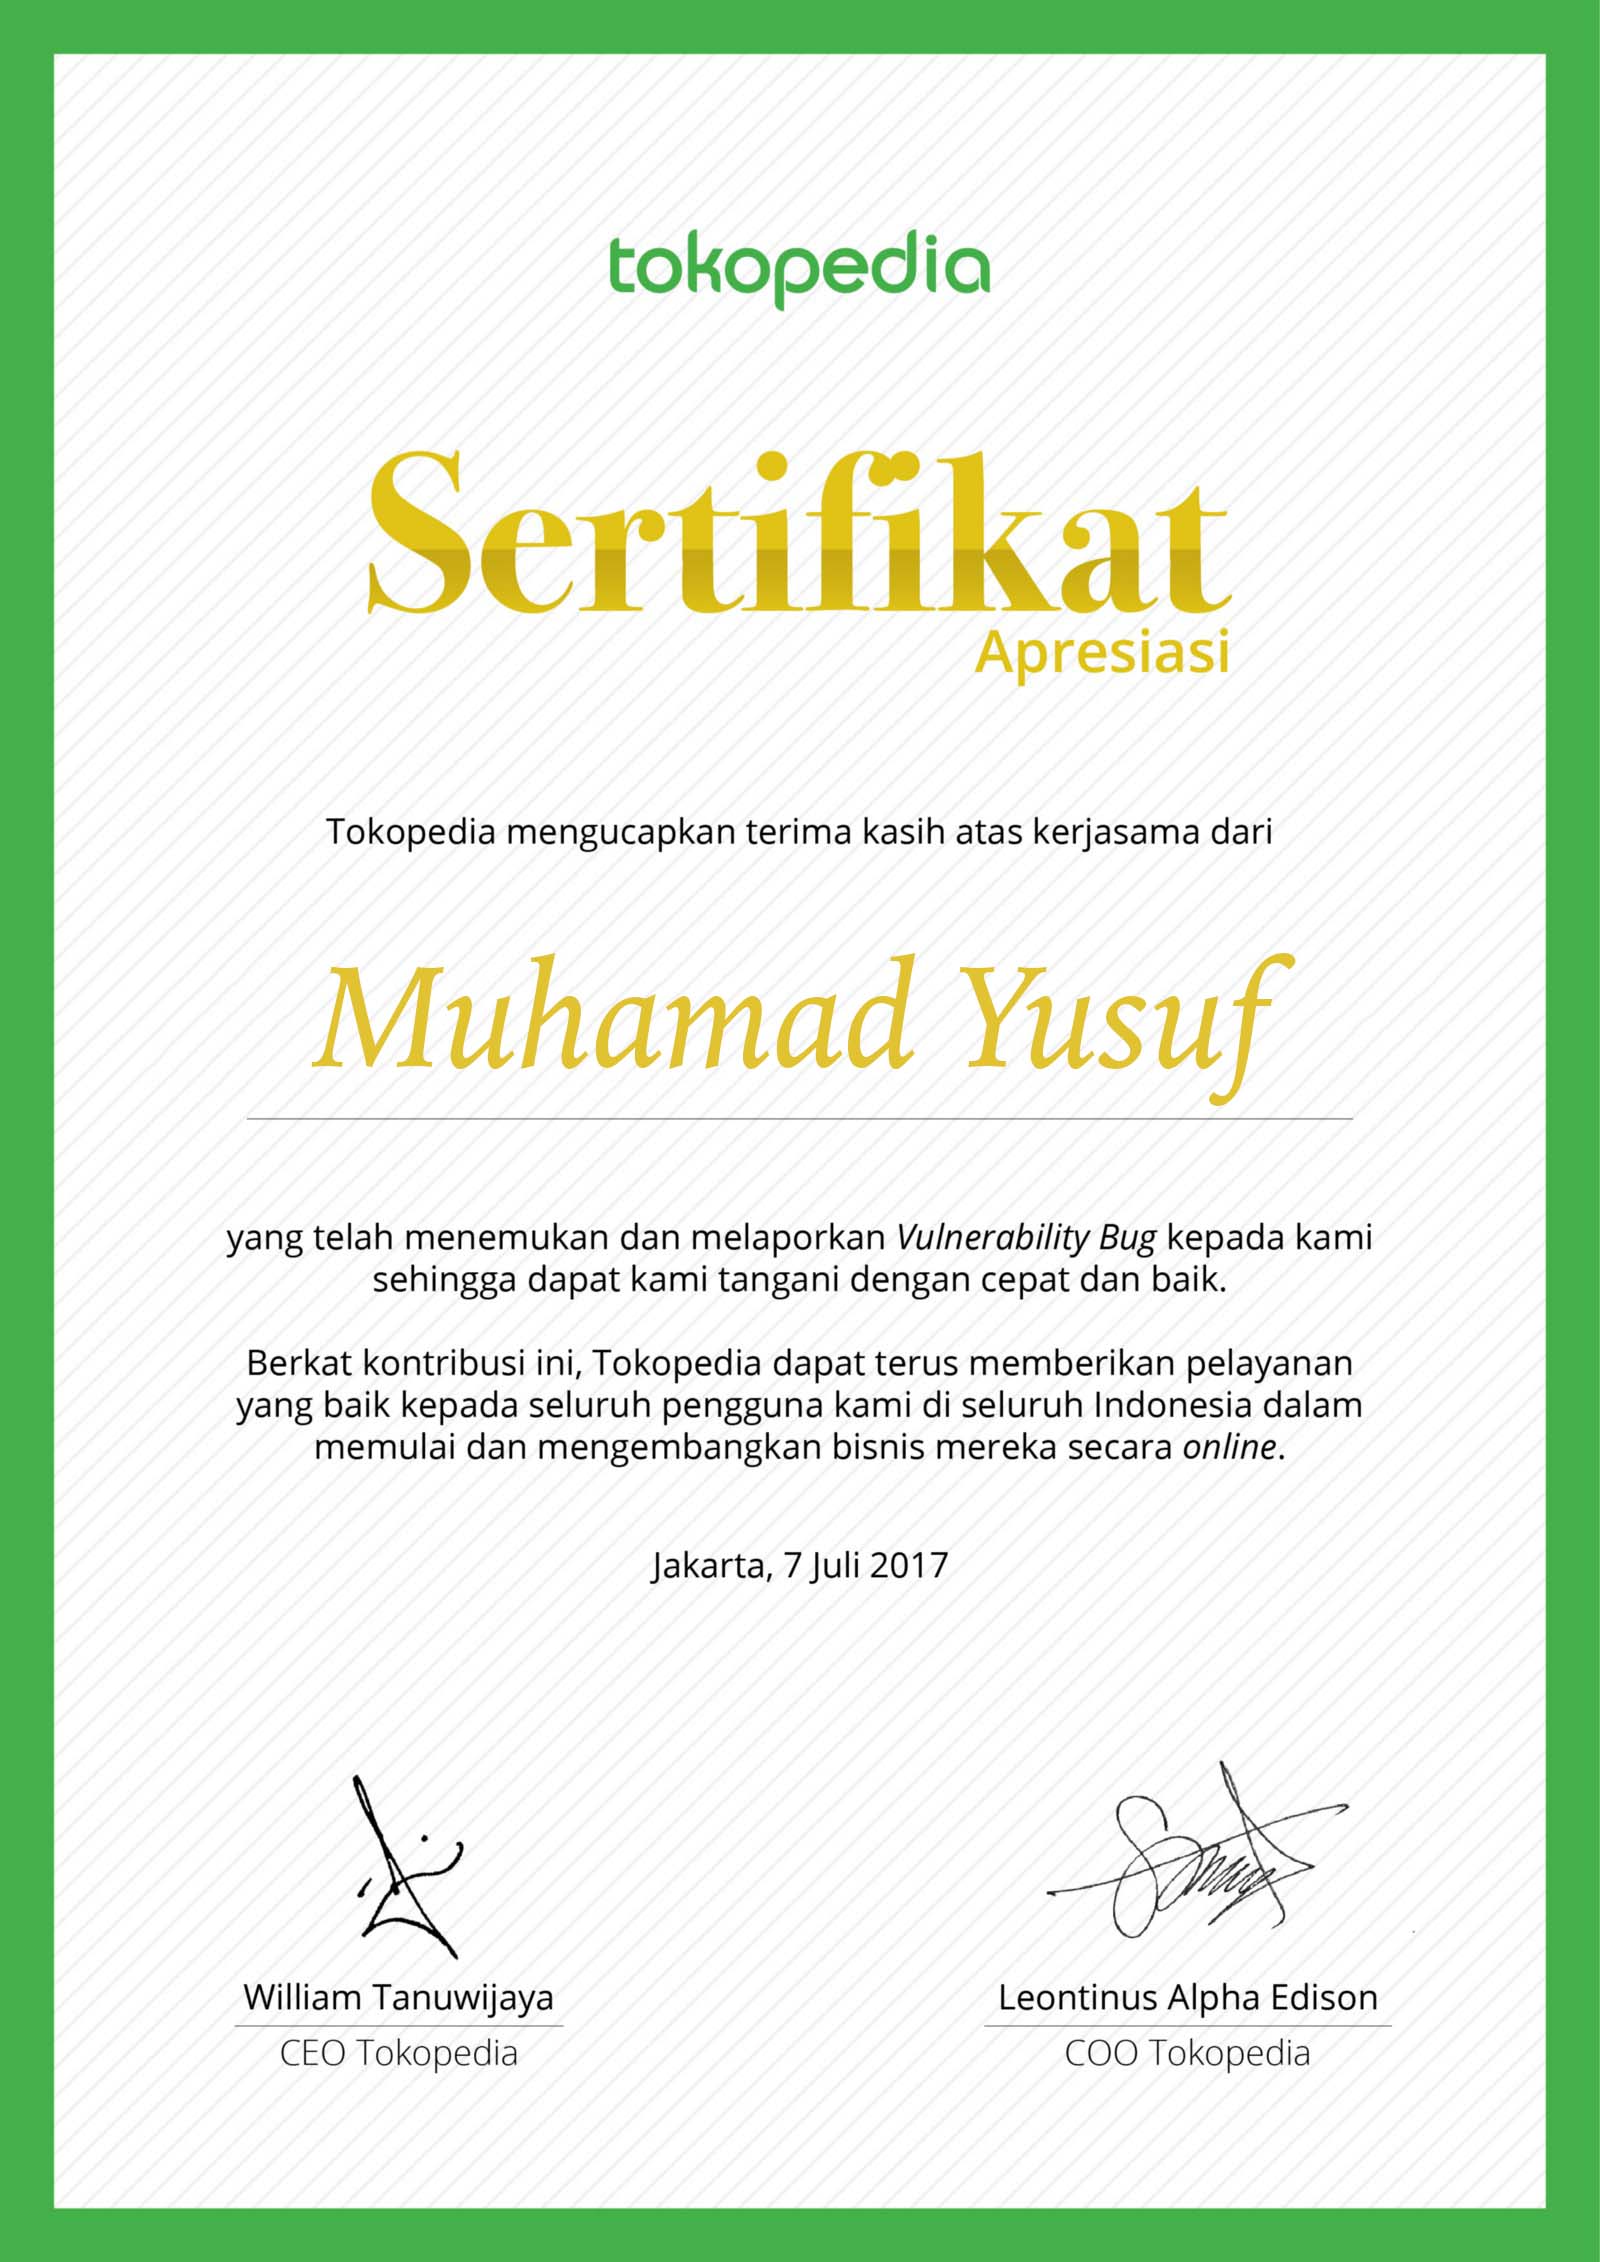 tokopedia
Sertifikat
Apresiasi
Tokopedia mengucapkan terima kasih atas kerjasama dari
Muhamad Yusuf
yang telah menemukan dan melaporkan Vulnerability Bug kepada kami
sehingga dapat kami tangani dengan cepat dan baik.
Berkat kontribusi ini, Tokopedia dapat terus memberikan pelayanan
yang baik kepada seluruh pengguna kami di seluruh Indonesia dalam
memulai dan mengembangkan bisnis mereka secara online.
Jakarta, 7 Juli 2017
William Tanuwijaya
CEO Tokopedia
Leontinus Alpha Edison
COO Tokopedia